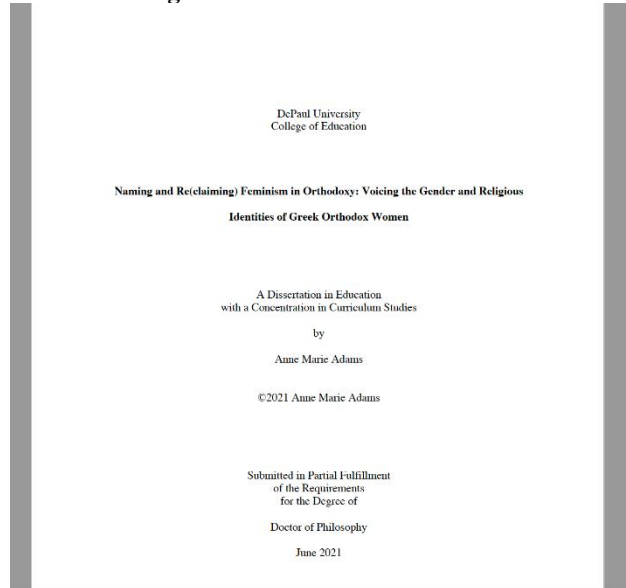 DePaul University
College of Education
Naming and Re(claiming) Feminism in Orthodoxy: Voicing the Gender and Religious
Identities of Greek Orthodox Women
A Dissertation in Education
with a Concentration in Curriculum Studies
by
Anne Marie Adams
©2021 Anne Marie Adams
Submitted in Partial Fulfillment
of the Requirements
for the Degree of
Doctor of Philosophy
June 2021